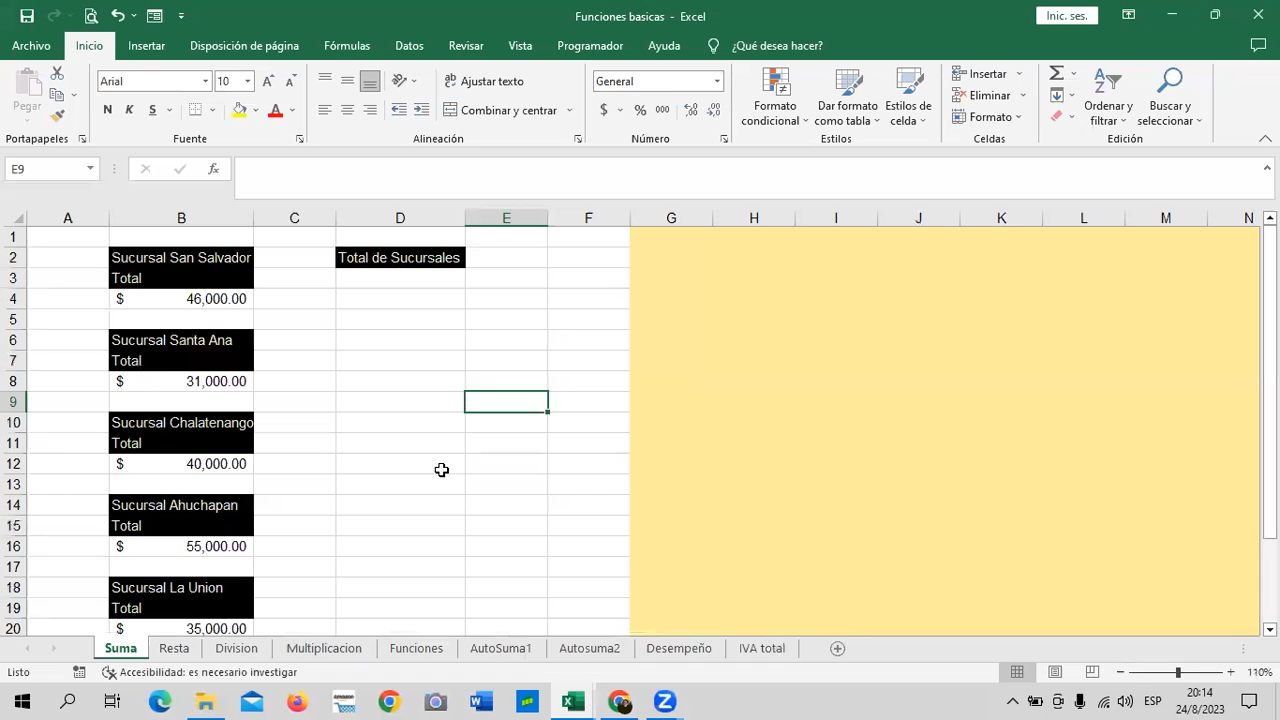 Funciones basicas - Excel
Inic. ses.
Archivo Inicio Insertar Disposición de página Fórmulas Datos Revisar Vista Programador Ayuda ¿Qué desea hacer?
Pegar
Arial 10
N K S
Ajustar texto
Combinar y centrar
General
$ % 000
Formato condicional
Dar formato como tabla
Estilos de celda
Insertar
Eliminar
Formato
Ordenar y filtrar
Buscar y seleccionar
Portapapeles Fuente Alineación Número Estilos Celdas Edición
E9 fx
A B C D E F G H I J K L M N
1
2 Sucursal San Salvador Total de Sucursales
3 Total
4 $ 46,000.00
5
6 Sucursal Santa Ana
7 Total
8 $ 31,000.00
9
10 Sucursal Chalatenango
11 Total
12 $ 40,000.00
13
14 Sucursal Ahuchapan
15 Total
16 $ 55,000.00
17
18 Sucursal La Union
19 Total
20 $ 35,000.00
Suma Resta Division Multiplicacion Funciones AutoSuma1 Autosuma2 Desempeño IVA total
Listo Accesibilidad: es necesario investigar 110%
ESP 20:14
24/8/2023